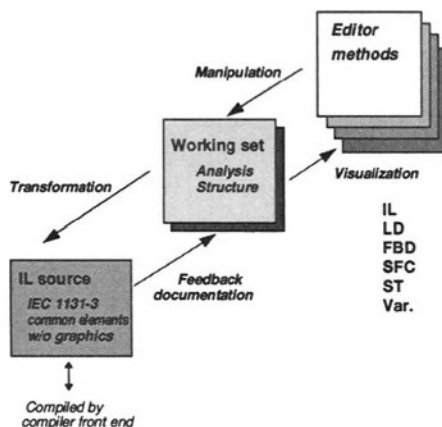 Editor
methods
Manipulation
Working set
Analysis
Structure
Transformation
Visualization
IL
LD
FBD
SFC
ST
Var.
Feedback
documentation
IL source
IEC 1131-3
common elements
w/o graphics
Compiled by
compiler front end